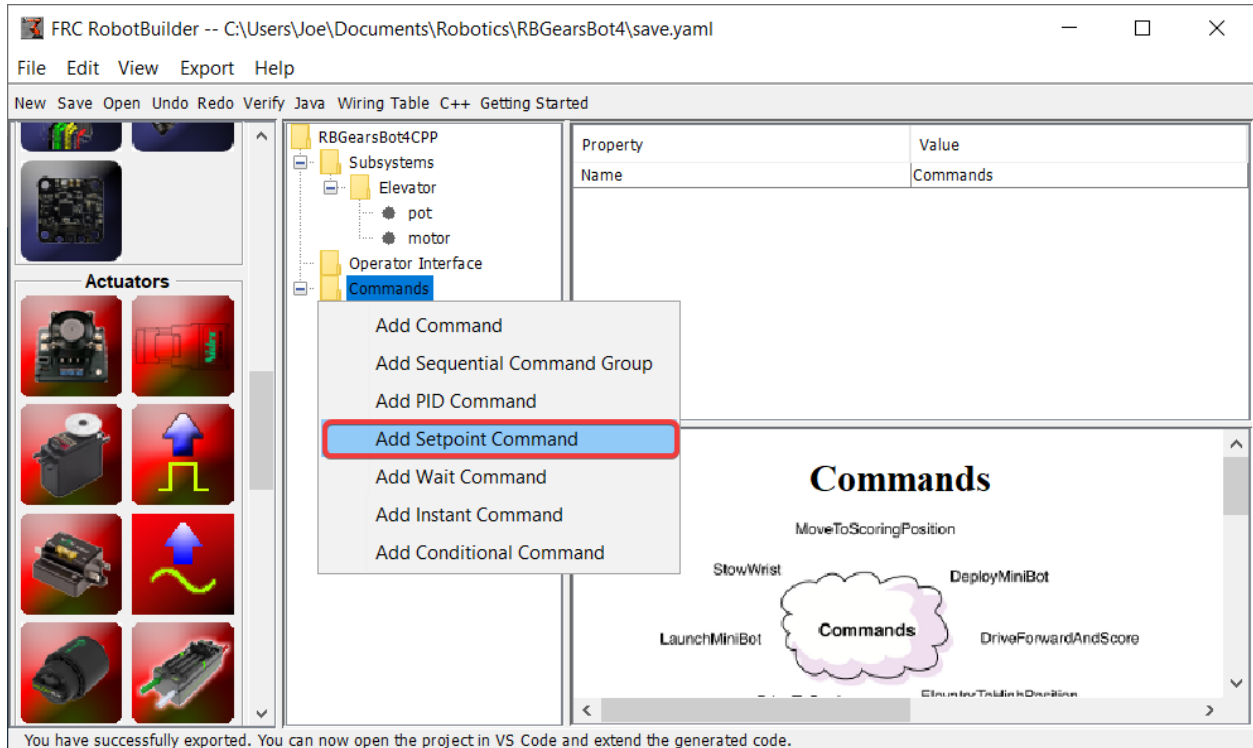 FRC RobotBuilder -- C:\Users\Joe\Documents\Robotics\RBGearsBot4\save.yaml
File Edit View Export Help
New Save Open Undo Redo Verify Java Wiring Table C++ Getting Started
Actuators
RBGearsBot4CPP
Subsystems
Elevator
pot
motor
Operator Interface
Commands
Add Command
Add Sequential Command Group
Add PID Command
Add Setpoint Command
Add Wait Command
Add Instant Command
Add Conditional Command
Property Value
Name Commands
Commands
MoveToScoringPosition
StowWrist
DeployMiniBot
Commands
LaunchMiniBot
DriveForwardAndScore
You have successfully exported. You can now open the project in VS Code and extend the generated code.